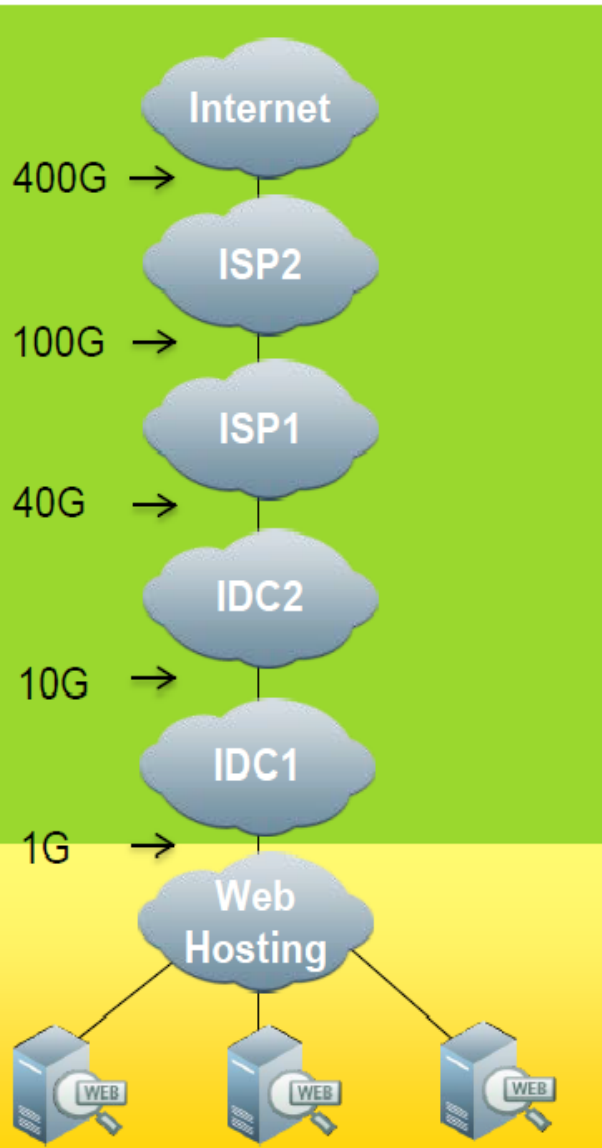 Internet
400G
ISP2
100G
ISP1
40G
IDC2
10G
IDC1
1G
Web
Hosting
WEB
WEB
WEB